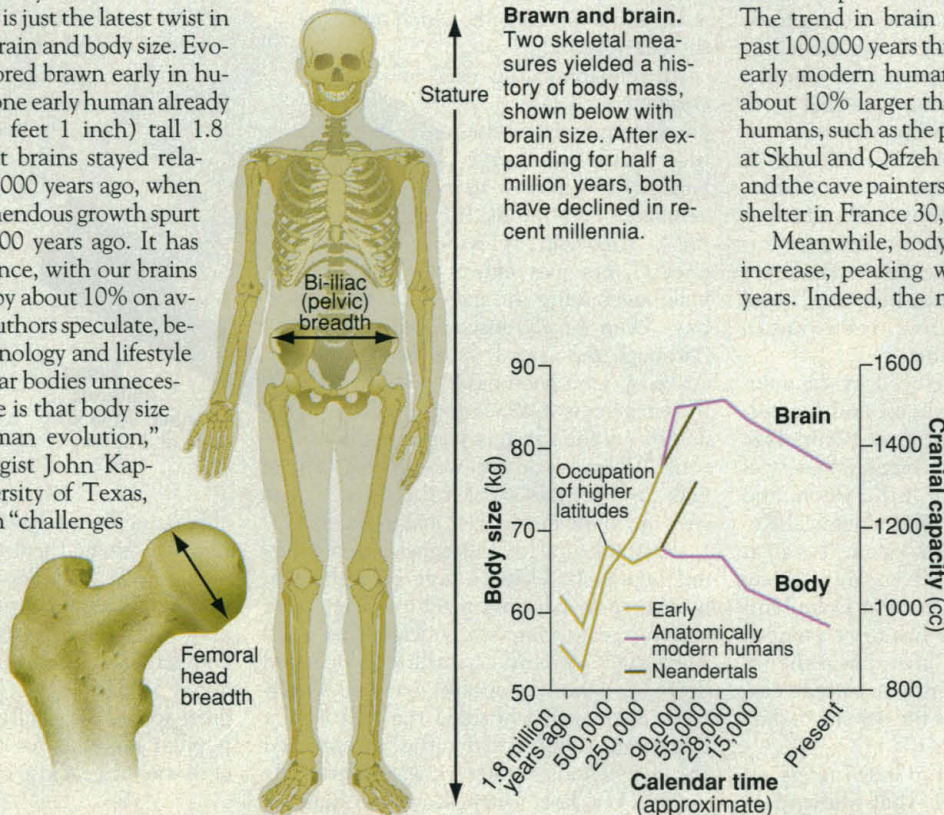 is just the latest twist in
rain and body size. Evo-
ored brawn early in hu-
one early human already
feet 1 inch) tall 1.8
t brains stayed rela-
,000 years ago, when
mendous growth spurt
00 years ago. It has
nce, with our brains
by about 10% on av-
uthors speculate, be-
nology and lifestyle
ar bodies unneces-
e is that body size
man evolution,"
gist John Kap-
ersity of Texas,
n "challenges
Stature
Bi-iliac
(pelvic)
breadth
Femoral
head
breadth
Brawn and brain.
Two skeletal mea-
sures yielded a his-
tory of body mass,
shown below with
brain size. After ex-
panding for half a
million years, both
have declined in re-
cent millennia.
The trend in brain
past 100,000 years th
early modern human
about 10% larger th
humans, such as the p
at Skhul and Qafzeh
and the cave painters
shelter in France 30,
Meanwhile, body
increase, peaking w
years. Indeed, the n
Body size (kg)
90
80
70
60
50
1600
1400
1200
1000
800
Cranial capacity (cc)
Brain
Occupation
of higher
latitudes
Body
Early
Anatomically
modern humans
Neandertals
1.8 million
years ago
500,000
250,000
90,000
55,000
28,000
15,000
Present
Calendar time
(approximate)